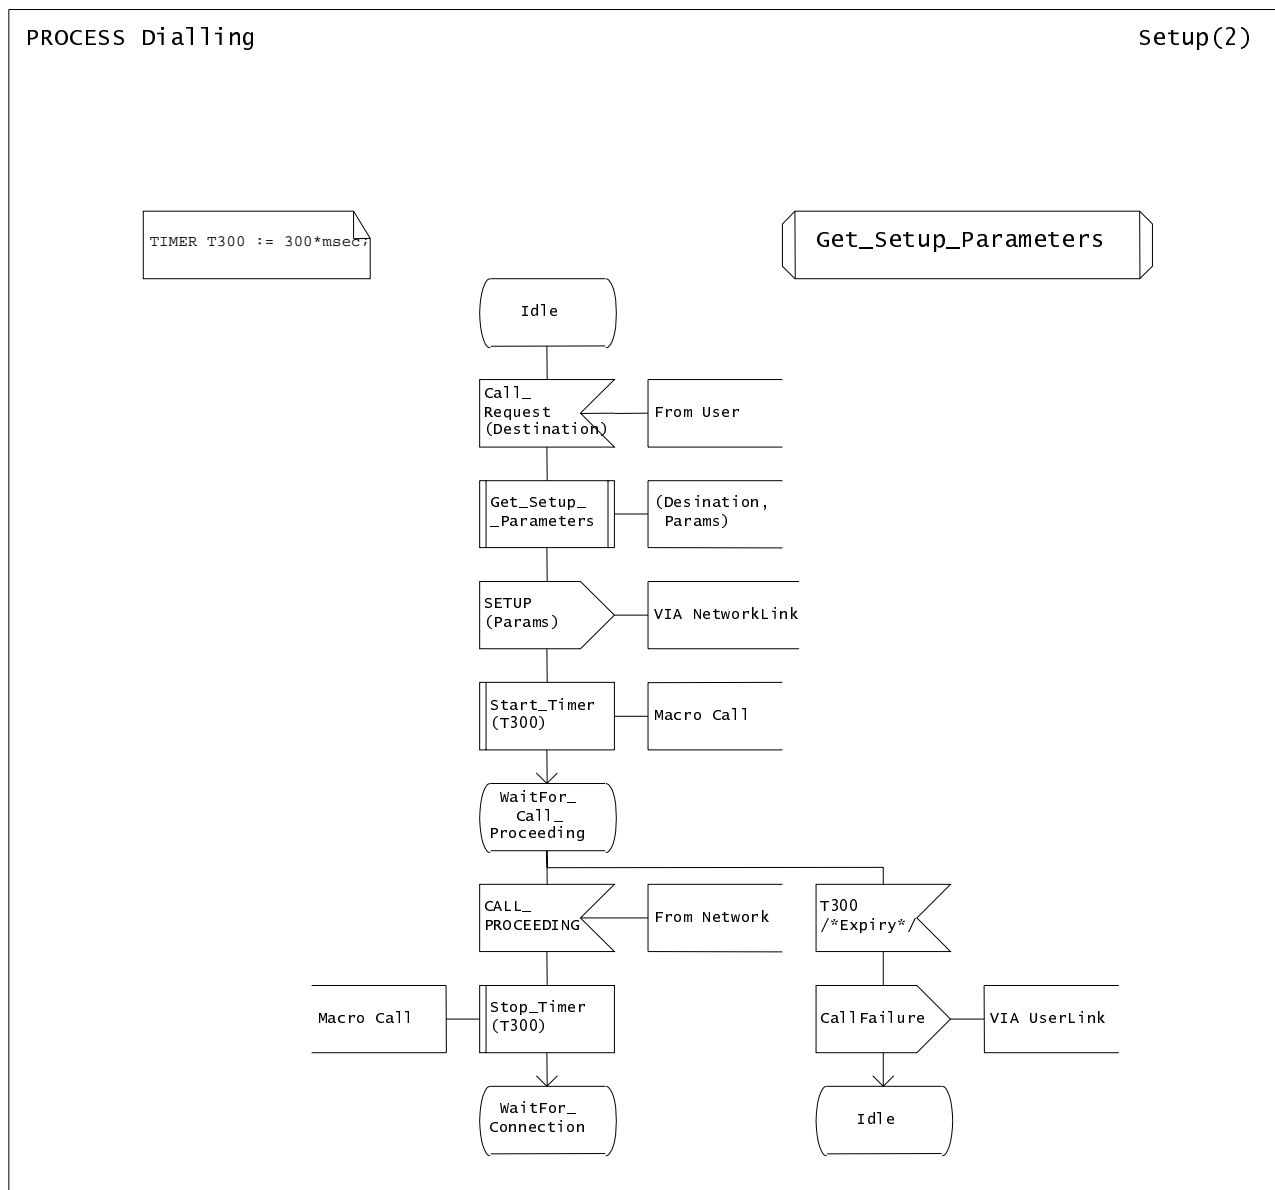 PROCESS Dialling
Setup(2)
TIMER T300 := 300*msec;
Get_Setup_Parameters
Idle
Call_
Request
(Destination)
From User
Get_Setup_
_Parameters
(Desination,
Params)
SETUP
(Params)
VIA NetworkLink
Start_Timer
(T300)
Macro Call
WaitFor_
Call_
Proceeding
CALL_
PROCEEDING
From Network
T300
/*Expiry*/
Macro Call
Stop_Timer
(T300)
CallFailure
VIA UserLink
WaitFor_
Connection
Idle